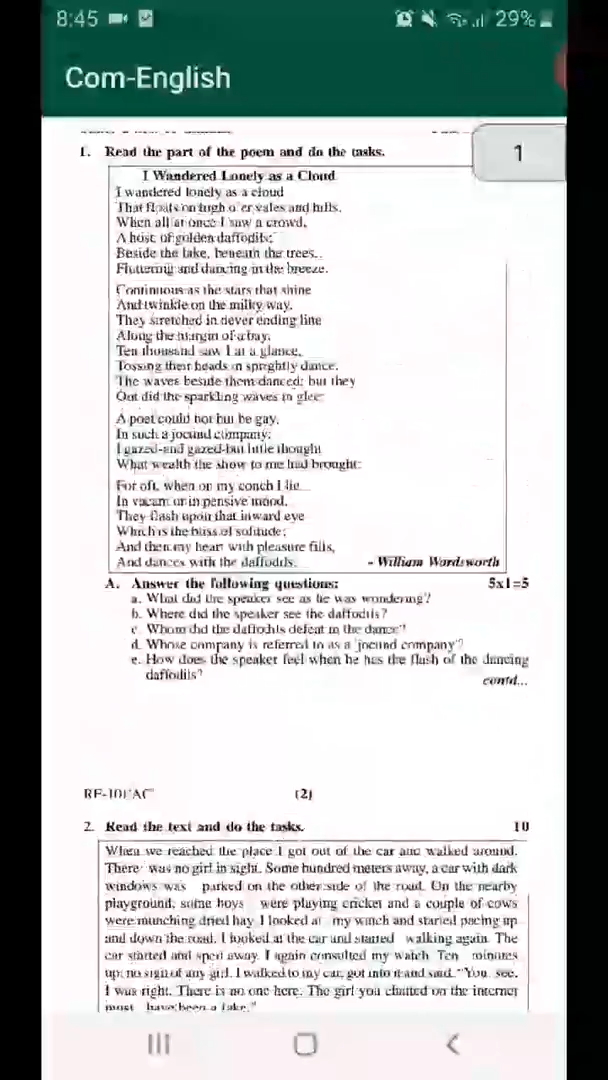 8:45 29%
Com-English
1
1. Read the part of the poem and do the tasks.
I Wandered Lonely as a Cloud
I wandered lonely as a cloud
That floats on high o'er vales and hills,
When all at once I saw a crowd,
A host, of golden daffodils;
Beside the lake, beneath the trees,
Fluttering and dancing in the breeze.
Continuous as the stars that shine
And twinkle on the milky way,
They stretched in never ending line
Along the margin of a bay.
Ten thousand saw I at a glance,
Tossing their heads in sprightly dance.
The waves beside them danced; but they
Out did the sparkling waves in glee:
A poet could not but be gay,
In such a jocund company:
I gazed-and gazed-but little thought
What wealth the show to me had brought:
For oft, when on my couch I lie
In vacant or in pensive mood,
They flash upon that inward eye
Which is the bliss of solitude;
And then my heart with pleasure fills,
And dances with the daffodils.
- William Wordsworth
A. Answer the following questions: 5x1=5
a. What did the speaker see as he was wondering?
b. Where did the speaker see the daffodils?
c. Whom did the daffodils defeat in the dance?
d. Whose company is referred to as a 'jocund company'?
e. How does the speaker feel when he has the flash of the dancing
daffodils?
contd...
(2)
2. Read the text and do the tasks. 10
When we reached the place I got out of the car and walked around.
There was no girl in sight. Some hundred meters away, a car with dark
windows was parked on the other side of the road. On the nearby
playground, some boys were playing cricket and a couple of cows
were munching dried hay. I looked at my watch and started pacing up
and down the road. I looked at the car and started walking again. The
car started and sped away. I again consulted my watch. Ten minutes
up; no sign of any girl. I walked to my car, got into it and said. "You see,
I was right. There is no one here. The girl you chatted on the internet
must have been a fake."